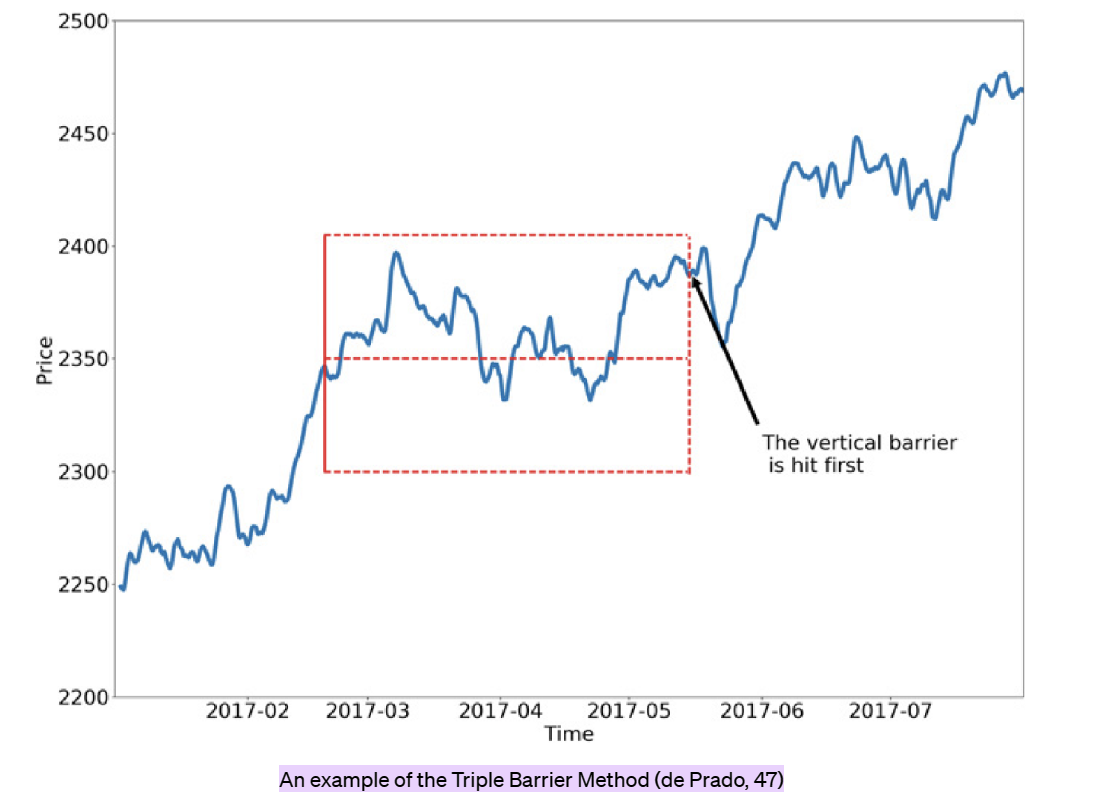 2500
2450
2400
2350
2300
2250
2200
Price
The vertical barrier
is hit first
2017-02 2017-03 2017-04 2017-05 2017-06 2017-07
Time
An example of the Triple Barrier Method (de Prado, 47)